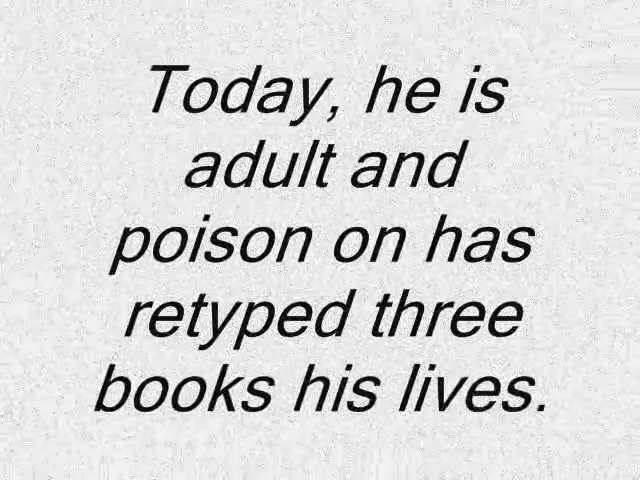 Today, he is
adult and
poison on has
retyped three
books his lives.